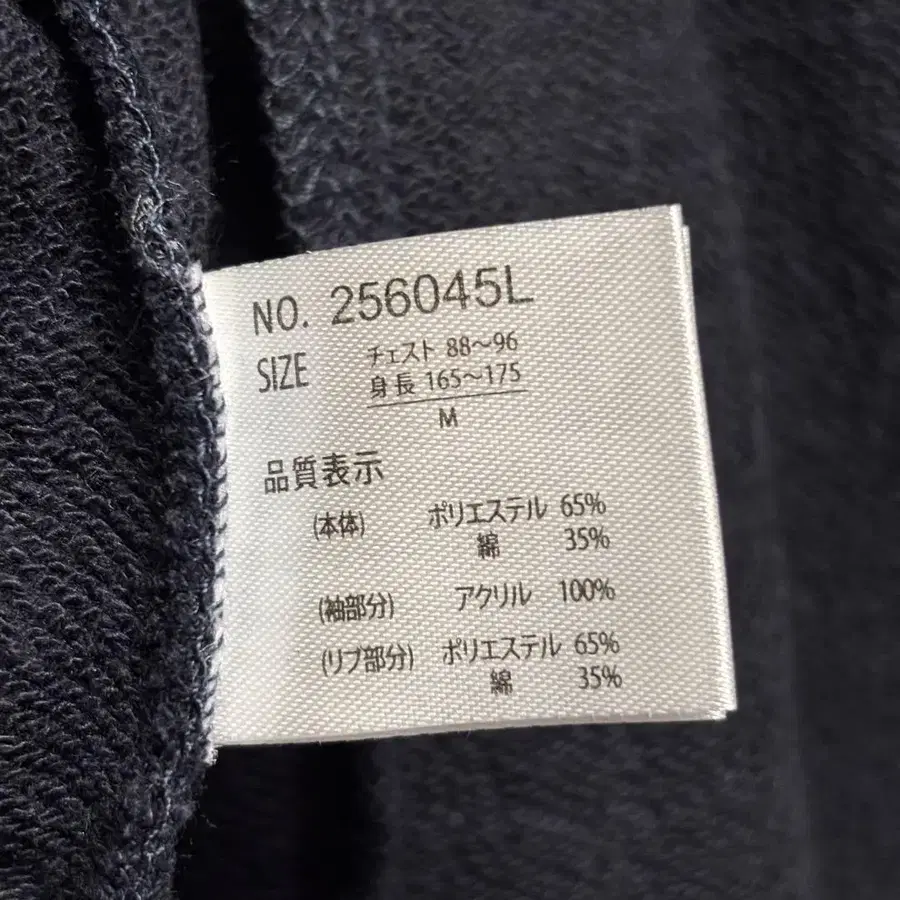 NO. 256045L
SIZE チェスト 88～96
身長 165～175
M
品質表示
(本体) ポリエステル 65%
綿 35%
(袖部分) アクリル 100%
(リブ部分) ポリエステル 65%
綿 35%